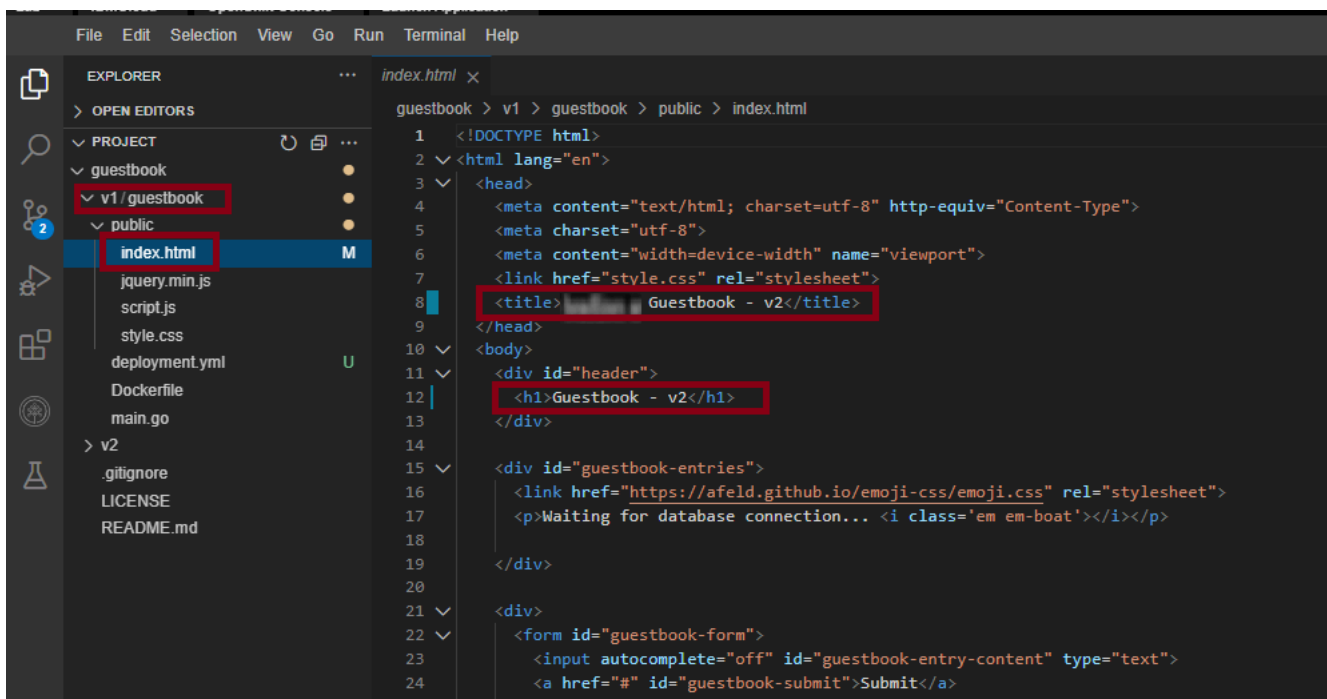 File Edit Selection View Go Run Terminal Help
EXPLORER
OPEN EDITORS
PROJECT
guestbook
v1/guestbook
public
index.html M
jquery.min.js
script.js
style.css
deployment.yml U
Dockerfile
main.go
v2
.gitignore
LICENSE
README.md
2
index.html
guestbook > v1 > guestbook > public > index.html
1 <!DOCTYPE html>
2 <html lang="en">
3 <head>
4 <meta content="text/html; charset=utf-8" http-equiv="Content-Type">
5 <meta charset="utf-8">
6 <meta content="width=device-width" name="viewport">
7 <link href="style.css" rel="stylesheet">
8 <title> Guestbook - v2</title>
9 </head>
10 <body>
11 <div id="header">
12 <h1>Guestbook - v2</h1>
13 </div>
14
15 <div id="guestbook-entries">
16 <link href="https://afeld.github.io/emoji-css/emoji.css" rel="stylesheet">
17 <p>Waiting for database connection... <i class='em em-boat'></i></p>
18
19 </div>
20
21 <div>
22 <form id="guestbook-form">
23 <input autocomplete="off" id="guestbook-entry-content" type="text">
24 <a href="#" id="guestbook-submit">Submit</a>